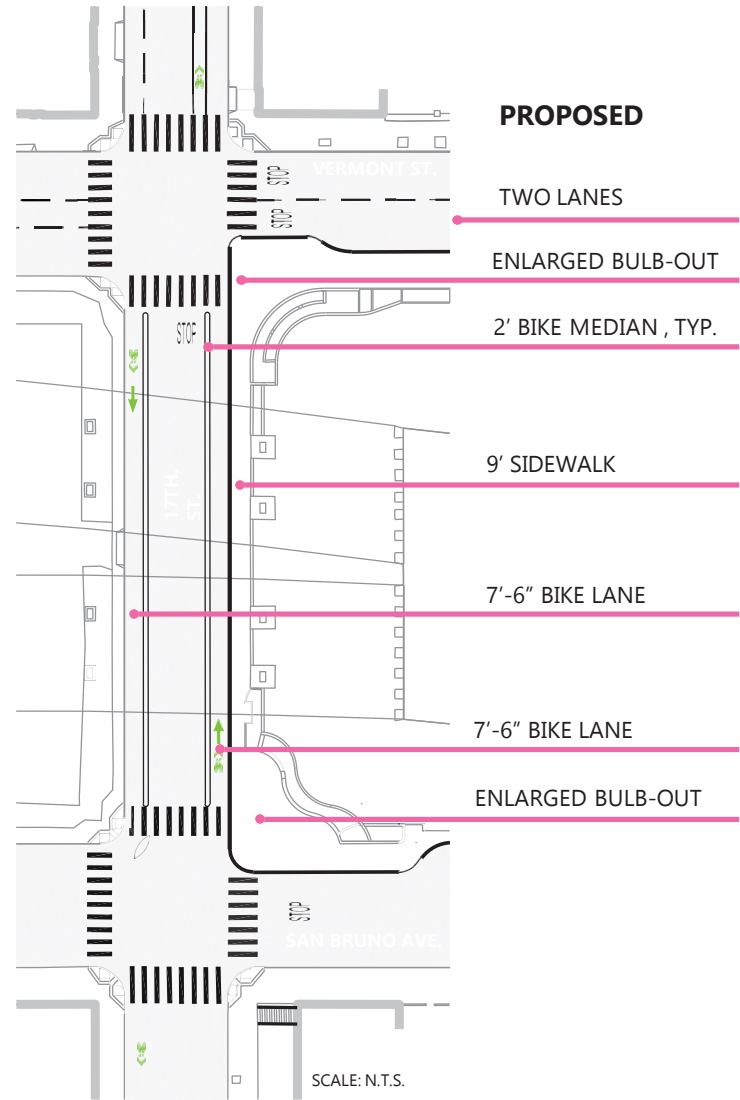 PROPOSED
VERMONT ST.
STOP
STOP
TWO LANES
ENLARGED BULB-OUT
2’ BIKE MEDIAN , TYP.
STOP
9’ SIDEWALK
17TH.
ST.
7’-6” BIKE LANE
7’-6” BIKE LANE
ENLARGED BULB-OUT
STOP
SAN BRUNO AVE.
SCALE: N.T.S.